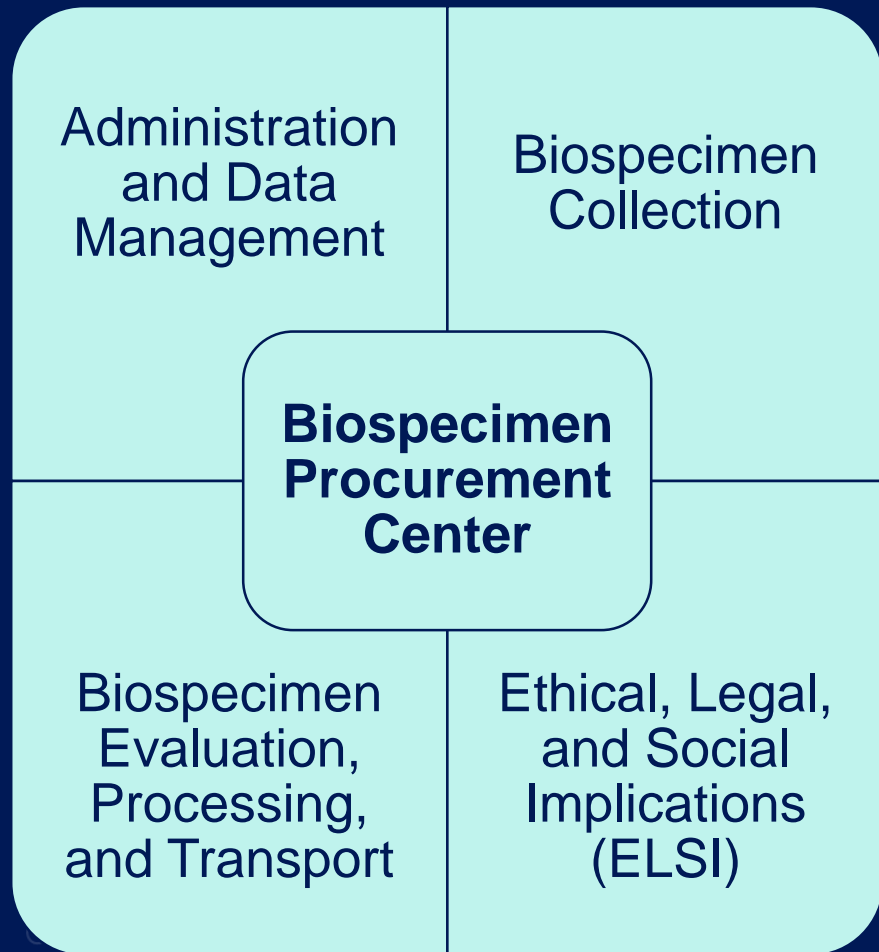 Administration
and Data
Management
Biospecimen
Collection
Biospecimen
Procurement
Center
Biospecimen
Evaluation,
Processing,
and Transport
Ethical, Legal,
and Social
Implications
(ELSI)